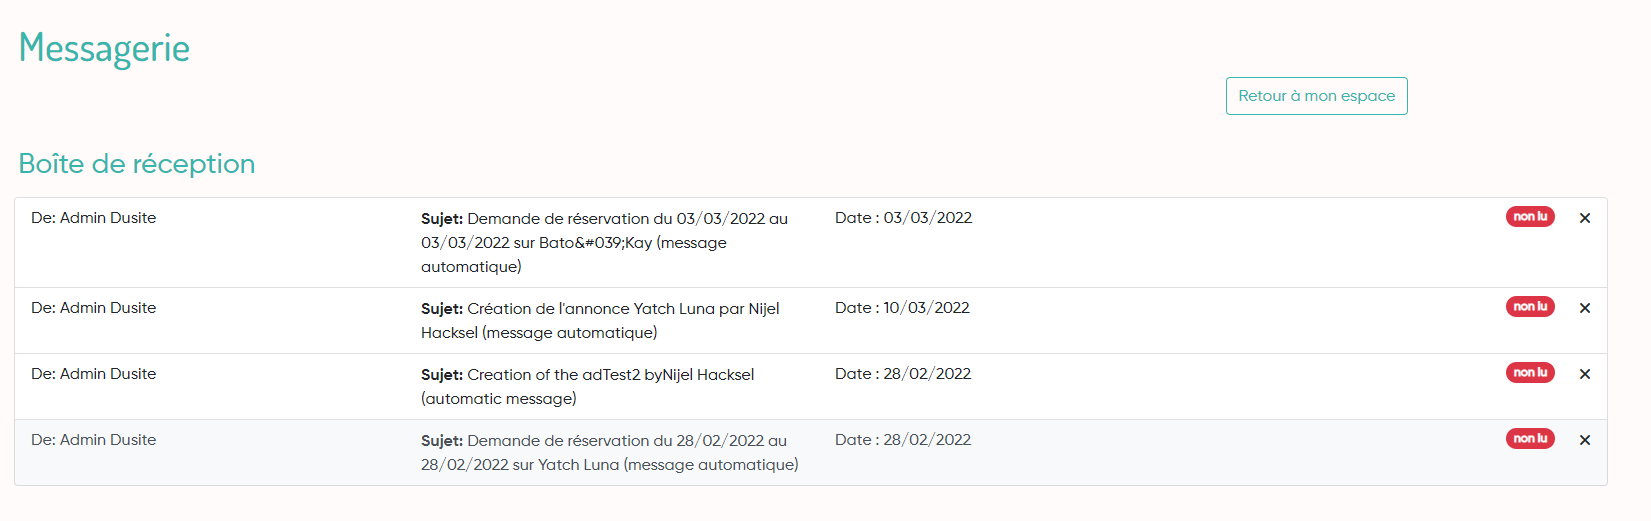 Messagerie
Retour à mon espace
Boîte de réception
De: Admin Dusite
Sujet: Demande de réservation du 03/03/2022 au
03/03/2022 sur Bato&#039;Kay (message
automatique)
Date : 03/03/2022
non lu ×
De: Admin Dusite
Sujet: Création de l'annonce Yatch Luna par Nijel
Hacksel (message automatique)
Date : 10/03/2022
non lu ×
De: Admin Dusite
Sujet: Creation of the adTest2 byNijel Hacksel
(automatic message)
Date : 28/02/2022
non lu ×
De: Admin Dusite
Sujet: Demande de réservation du 28/02/2022 au
28/02/2022 sur Yatch Luna (message automatique)
Date : 28/02/2022
non lu ×